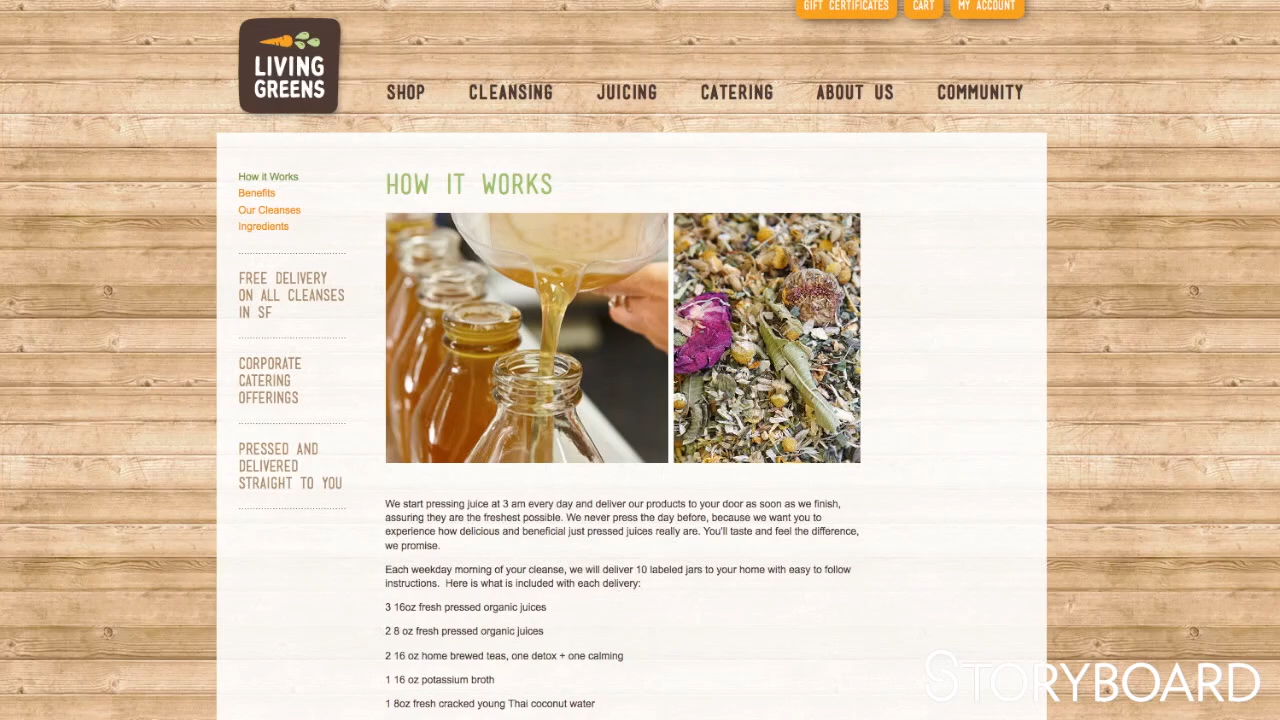 GIFT CERTIFICATES CART MY ACCOUNT
LIVING
GREENS
SHOP CLEANSING JUICING CATERING ABOUT US COMMUNITY
How it Works
Benefits
Our Cleanses
Ingredients
FREE DELIVERY
ON ALL CLEANSES
IN SF
CORPORATE
CATERING
OFFERINGS
PRESSED AND
DELIVERED
STRAIGHT TO YOU
HOW IT WORKS
We start pressing juice at 3 am every day and deliver our products to your door as soon as we finish,
assuring they are the freshest possible. We never press the day before, because we want you to
experience how delicious and beneficial just pressed juices really are. You'll taste and feel the difference,
we promise.
Each weekday morning of your cleanse, we will deliver 10 labeled jars to your home with easy to follow
instructions. Here is what is included with each delivery:
3 16oz fresh pressed organic juices
2 8 oz fresh pressed organic juices
2 16 oz home brewed teas, one detox + one calming
1 16 oz potassium broth
1 8oz fresh cracked young Thai coconut water
STORYBOARD